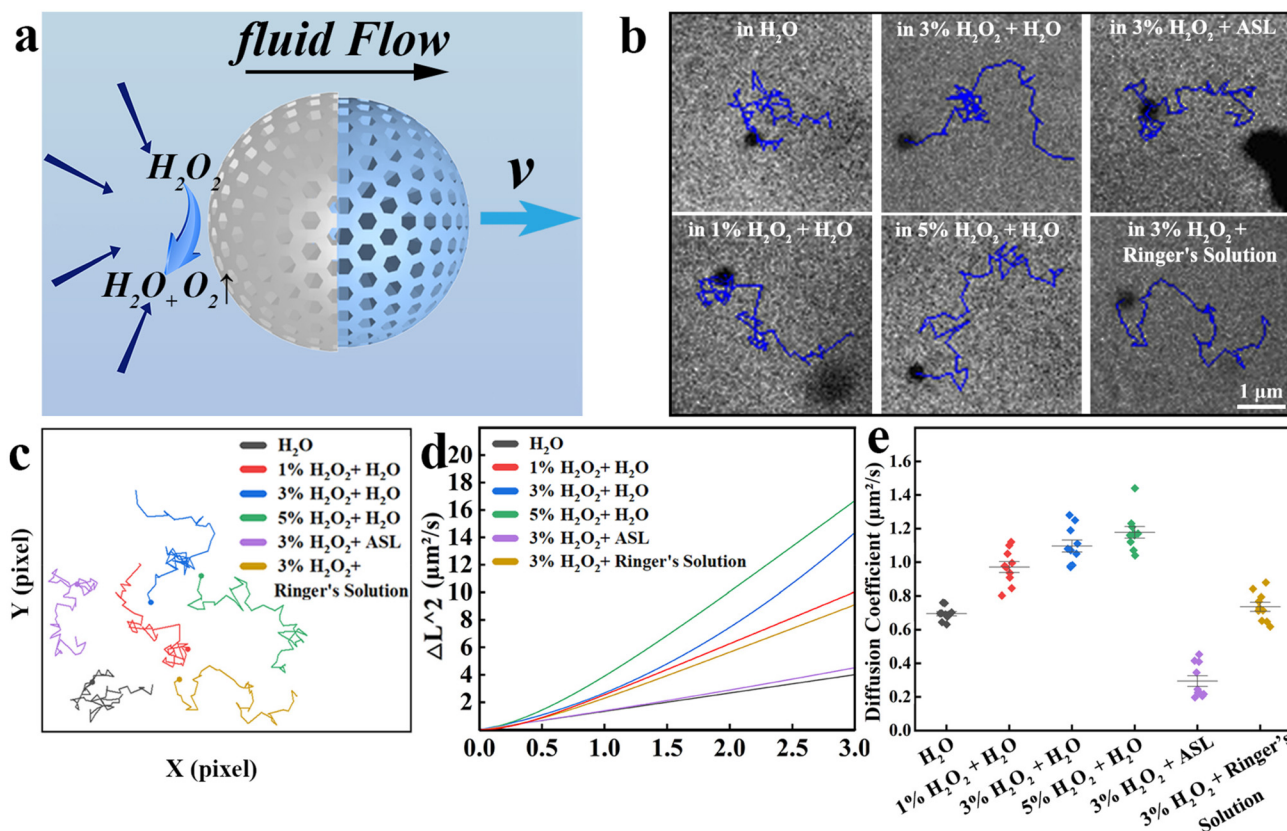 a
fluid Flow
H₂O₂
H₂O+ O₂↑
v
b
in H₂O
in 3% H₂O₂ + H₂O
in 3% H₂O₂ + ASL
in 1% H₂O₂ + H₂O
in 5% H₂O₂ + H₂O
in 3% H₂O₂ +
Ringer's Solution
1 µm
c
H₂O
1% H₂O₂+ H₂O
3% H₂O₂+ H₂O
5% H₂O₂+ H₂O
3% H₂O₂+ ASL
3% H₂O₂+
Ringer's Solution
Y (pixel)
X (pixel)
d
H₂O
1% H₂O₂+ H₂O
3% H₂O₂+ H₂O
5% H₂O₂+ H₂O
3% H₂O₂+ ASL
3% H₂O₂+ Ringer's Solution
△L^2 (µm²/s)
20
18
16
14
12
10
8
6
4
2
0.0 0.5 1.0 1.5 2.0 2.5 3.0
e
Diffusion Coefficient (µm²/s)
1.6
1.4
1.2
1.0
0.8
0.6
0.4
0.2
0.0
H₂O
1% H₂O₂ + H₂O
3% H₂O₂ + H₂O
5% H₂O₂ + H₂O
3% H₂O₂ + ASL
3% H₂O₂ + Ringer's
Solution